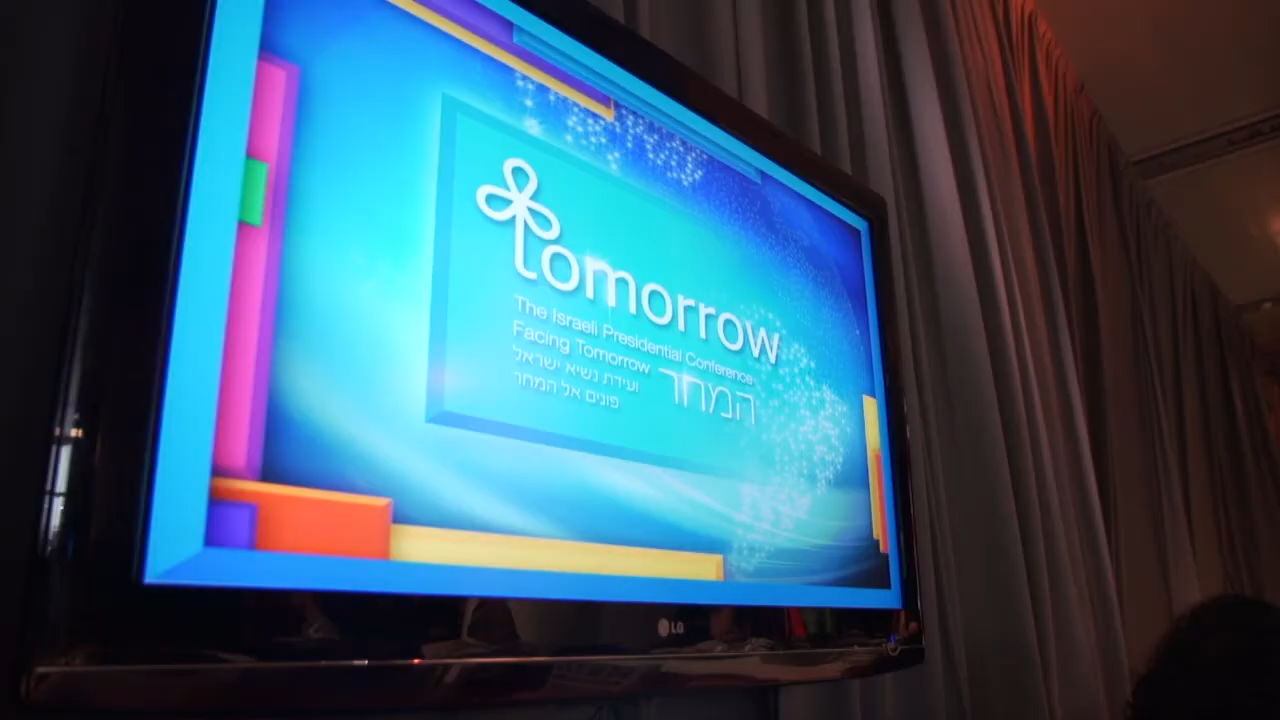 tomorrow
The Israeli Presidential Conference
Facing Tomorrow
ועידת נשיא ישראל
פונים אל המחר
המחר
LG